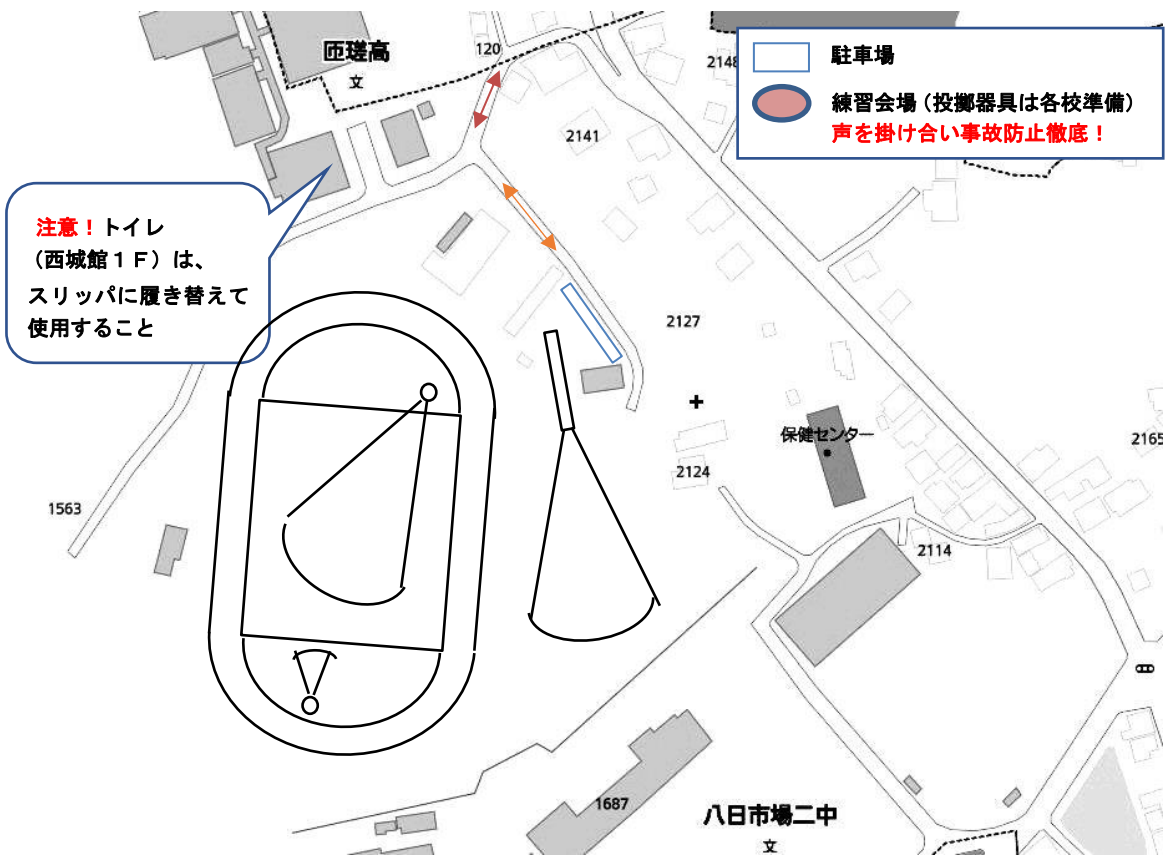 匝瑳高
文
120
2148
駐車場
練習会場（投擲器具は各校準備）
声を掛け合い事故防止徹底！
2141
注意！トイレ
（西城館１Ｆ）は、
スリッパに履き替えて
使用すること
2127
保健センター
2165
2124
1563
2114
1687
八日市場二中
文